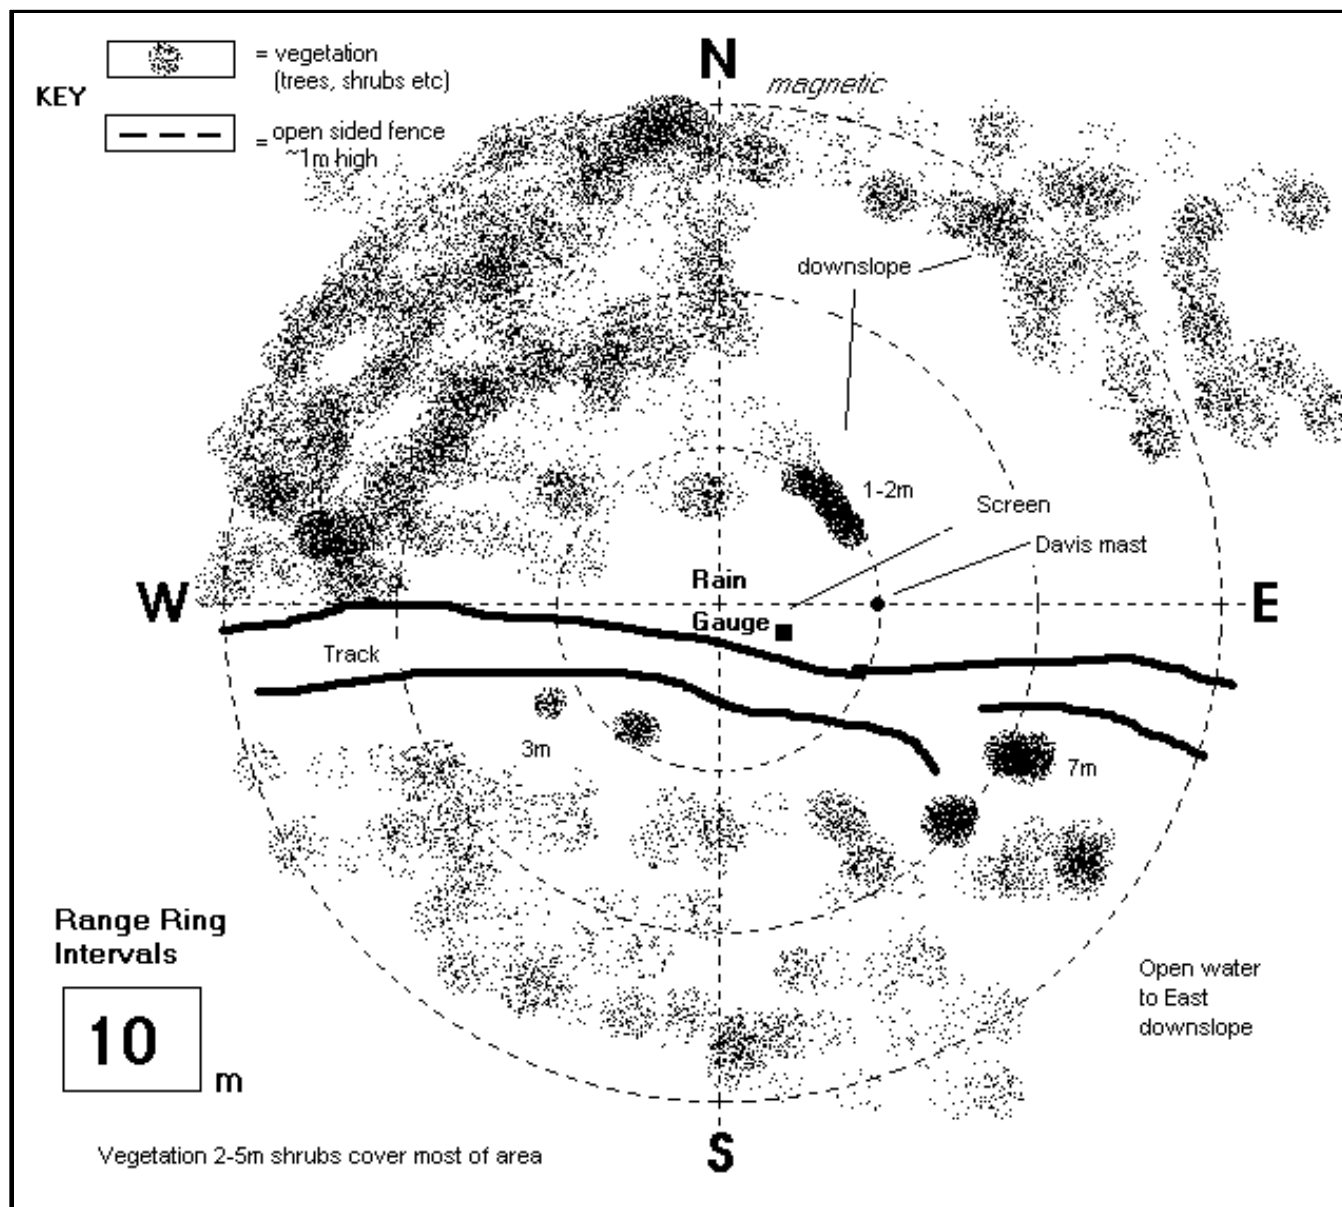 KEY
= vegetation
(trees, shrubs etc)
= open sided fence
~1m high
N
magnetic
downslope
1-2m
Screen
Davis mast
Rain
Gauge
W
E
Track
3m
7m
Range Ring
Intervals
10
m
Open water
to East
downslope
S
Vegetation 2-5m shrubs cover most of area